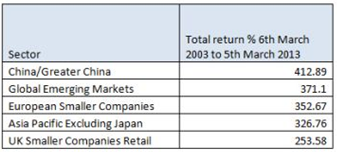 Sector
Total return % 6th March
2003 to 5th March 2013
China/Greater China 412.89
Global Emerging Markets 371.1
European Smaller Companies 352.67
Asia Pacific Excluding Japan 326.76
UK Smaller Companies Retail 253.58